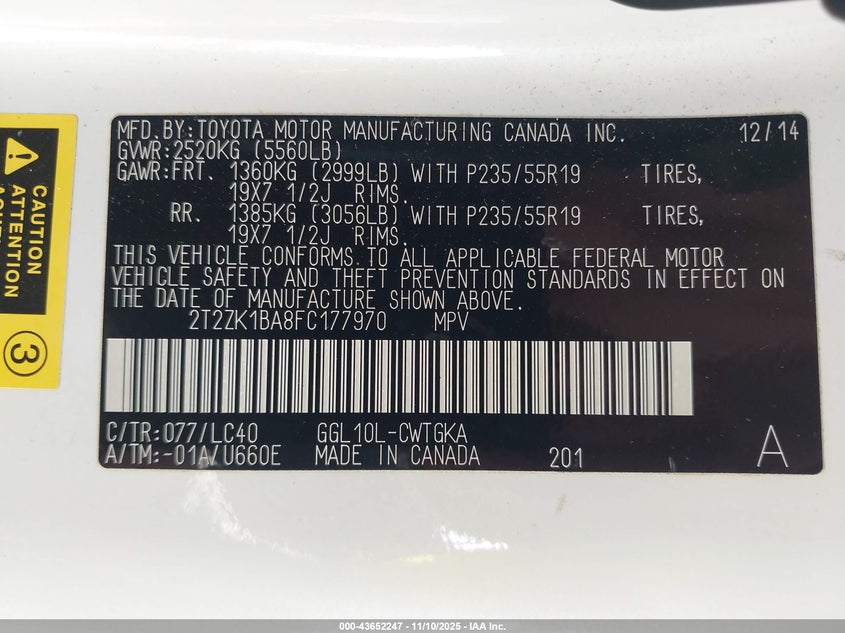 MFD.BY:TOYOTA MOTOR MANUFACTURING CANADA INC. 12/14
GVWR:2520KG (5560LB)
GAWR:FRT. 1360KG (2999LB) WITH P235/55R19 TIRES,
19X7 1/2J RIMS.
RR. 1385KG (3056LB) WITH P235/55R19 TIRES,
19X7 1/2J RIMS.
THIS VEHICLE CONFORMS TO ALL APPLICABLE FEDERAL MOTOR
VEHICLE SAFETY AND THEFT PREVENTION STANDARDS IN EFFECT ON
THE DATE OF MANUFACTURE SHOWN ABOVE.
2T2ZK1BA8FC177970 MPV
C/TR:077/LC40 GGL10L-CWTGKA
A/TM:-01A/U660E MADE IN CANADA 201 A
CAUTION
ATTENTION
3
000-43652247 - 11/10/2025 - IAA Inc.